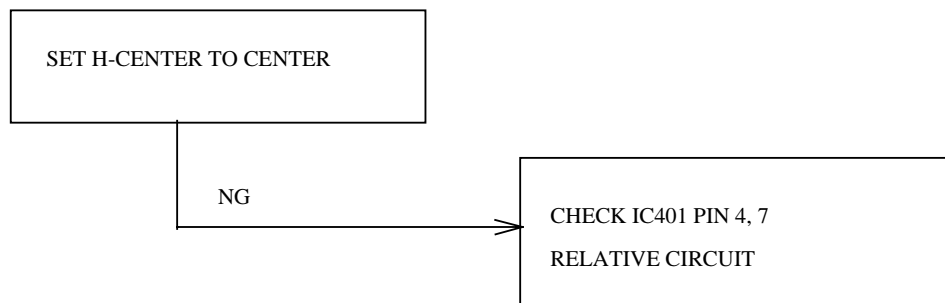 SET H-CENTER TO CENTER
NG
CHECK IC401 PIN 4, 7
RELATIVE CIRCUIT